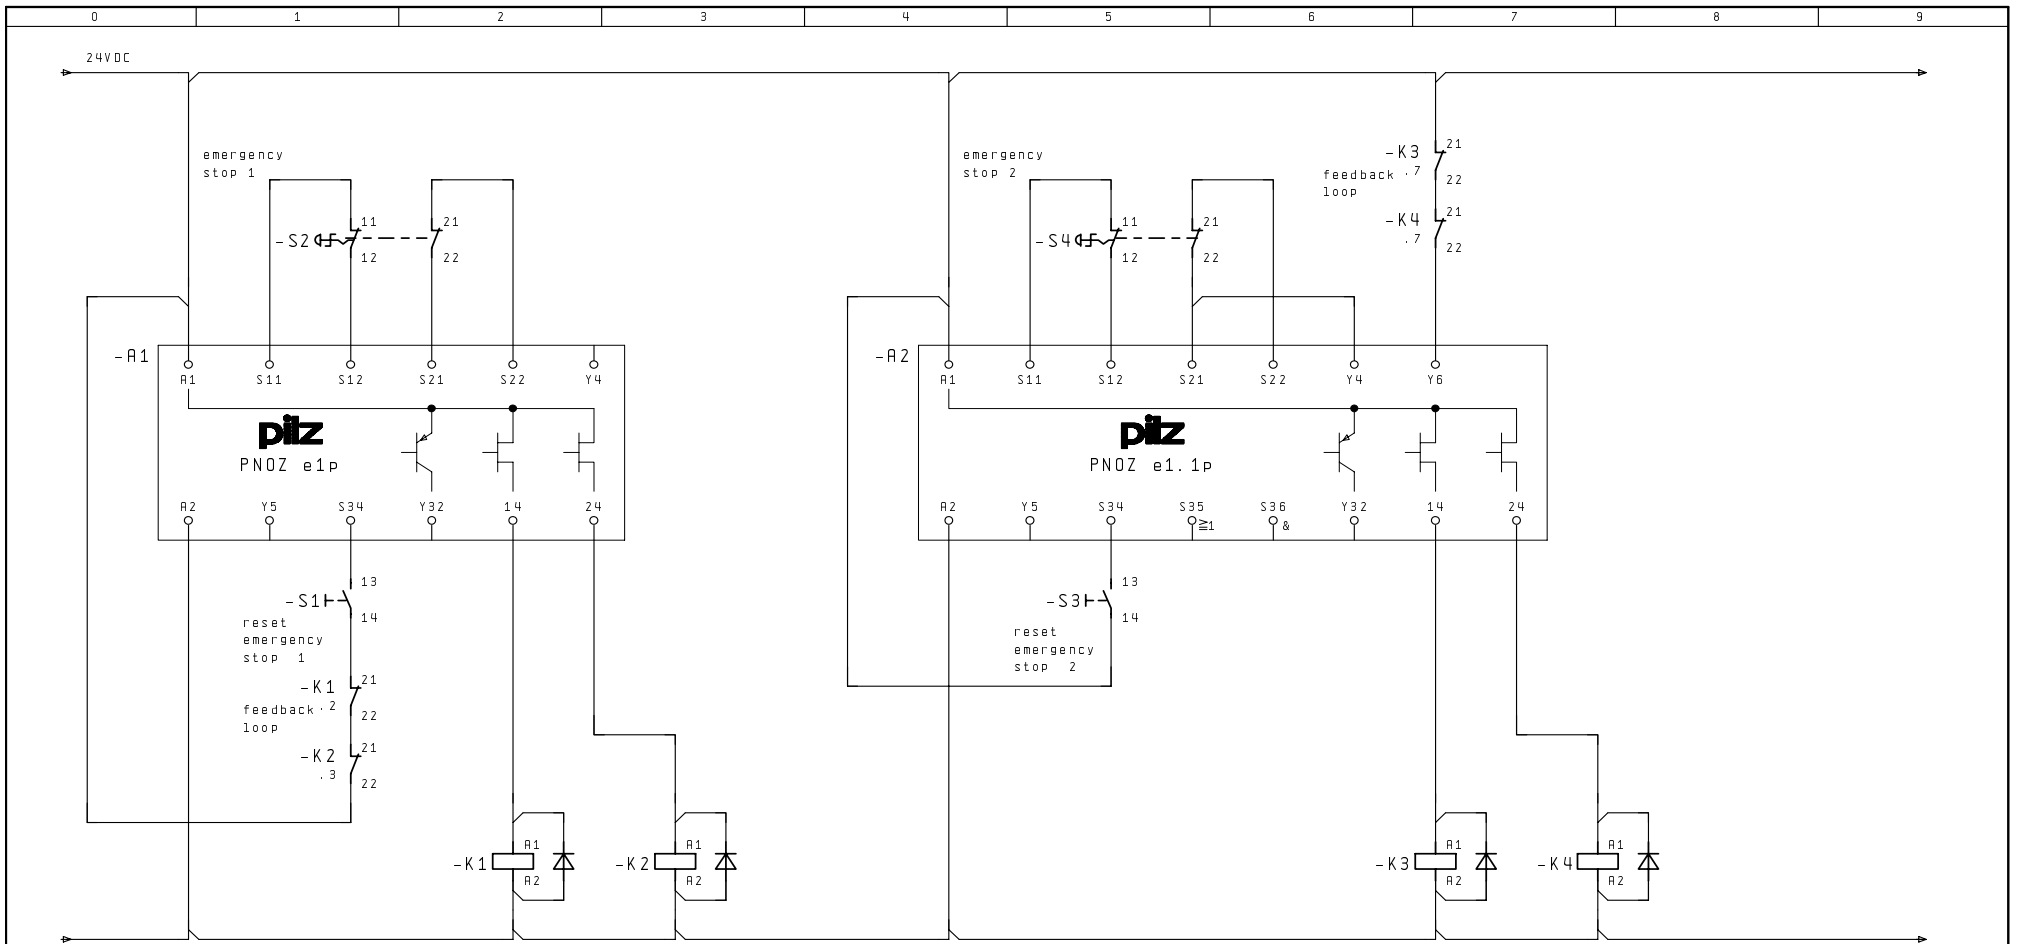 0 1 2 3 4 5 6 7 8 9
24VDC
emergency
stop 1
-S2
11
12
21
22
emergency
stop 2
-S4
11
12
21
22
-K3
.7
21
22
feedback
loop
-K4
.7
21
22
-A1
A1 S11 S12 S21 S22 Y4
pilz
PNOZ e1p
A2 Y5 S34 Y32 14 24
-A2
A1 S11 S12 S21 S22 Y4 Y6
pilz
PNOZ e1.1p
A2 Y5 S34 S35 S36 Y32 14 24
≧1 &
-S1
13
14
reset
emergency
stop 1
-K1
.2
21
22
feedback
loop
-K2
.3
21
22
-S3
13
14
reset
emergency
stop 2
-K1
A1
A2
-K2
A1
A2
-K3
A1
A2
-K4
A1
A2